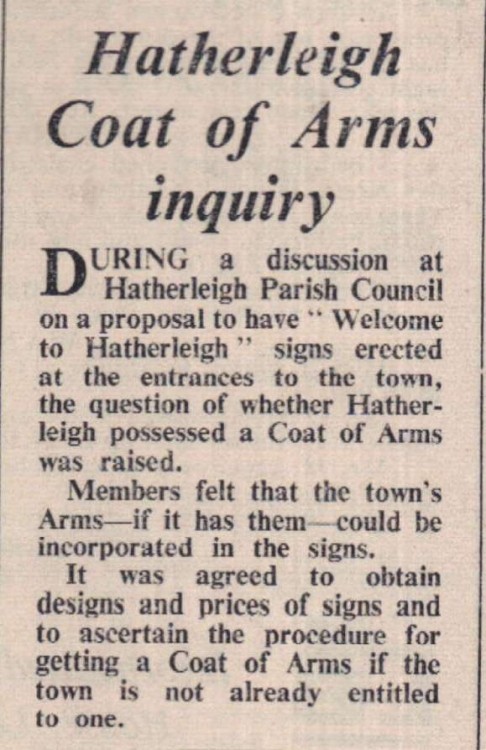 Hatherleigh
Coat of Arms
inquiry
DURING a discussion at
Hatherleigh Parish Council
on a proposal to have “ Welcome
to Hatherleigh ” signs erected
at the entrances to the town,
the question of whether Hather-
leigh possessed a Coat of Arms
was raised.
Members felt that the town's
Arms—if it has them—could be
incorporated in the signs.
It was agreed to obtain
designs and prices of signs and
to ascertain the procedure for
getting a Coat of Arms if the
town is not already entitled
to one.